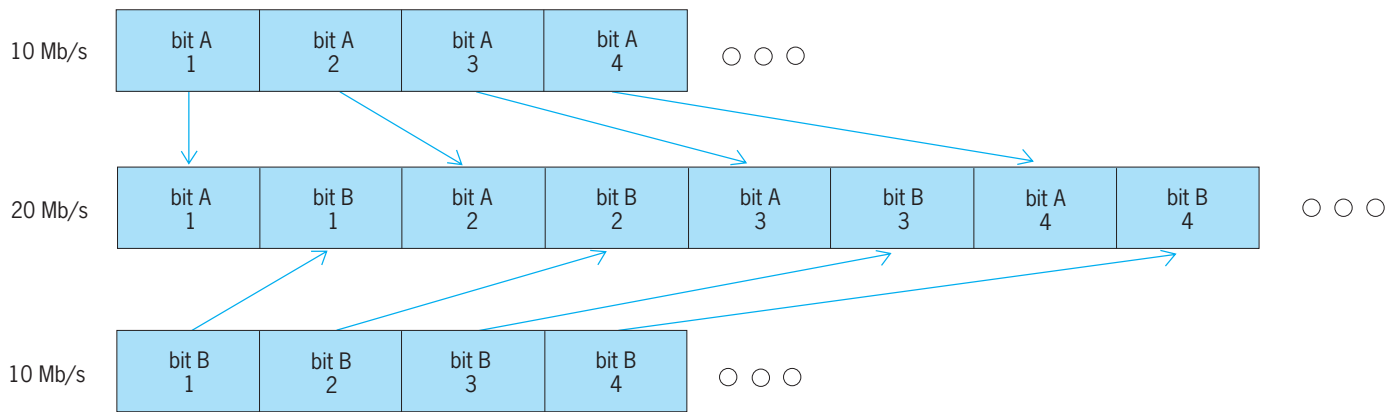 10 Mb/s
bit A bit A bit A bit A
1 2 3 4
20 Mb/s
bit A bit B bit A bit B bit A bit B bit A bit B
1 1 2 2 3 3 4 4
10 Mb/s
bit B bit B bit B bit B
1 2 3 4